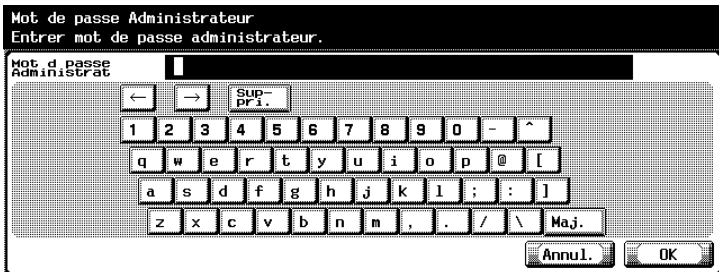 Mot de passe Administrateur
Entrer mot de passe administrateur.
Mot d passe
Administrat
← → Sup-
pri.
1 2 3 4 5 6 7 8 9 0 - ^
q w e r t y u i o p @ [
a s d f g h j k l ; : ]
z x c v b n m , . / \ Maj.
Annul. OK